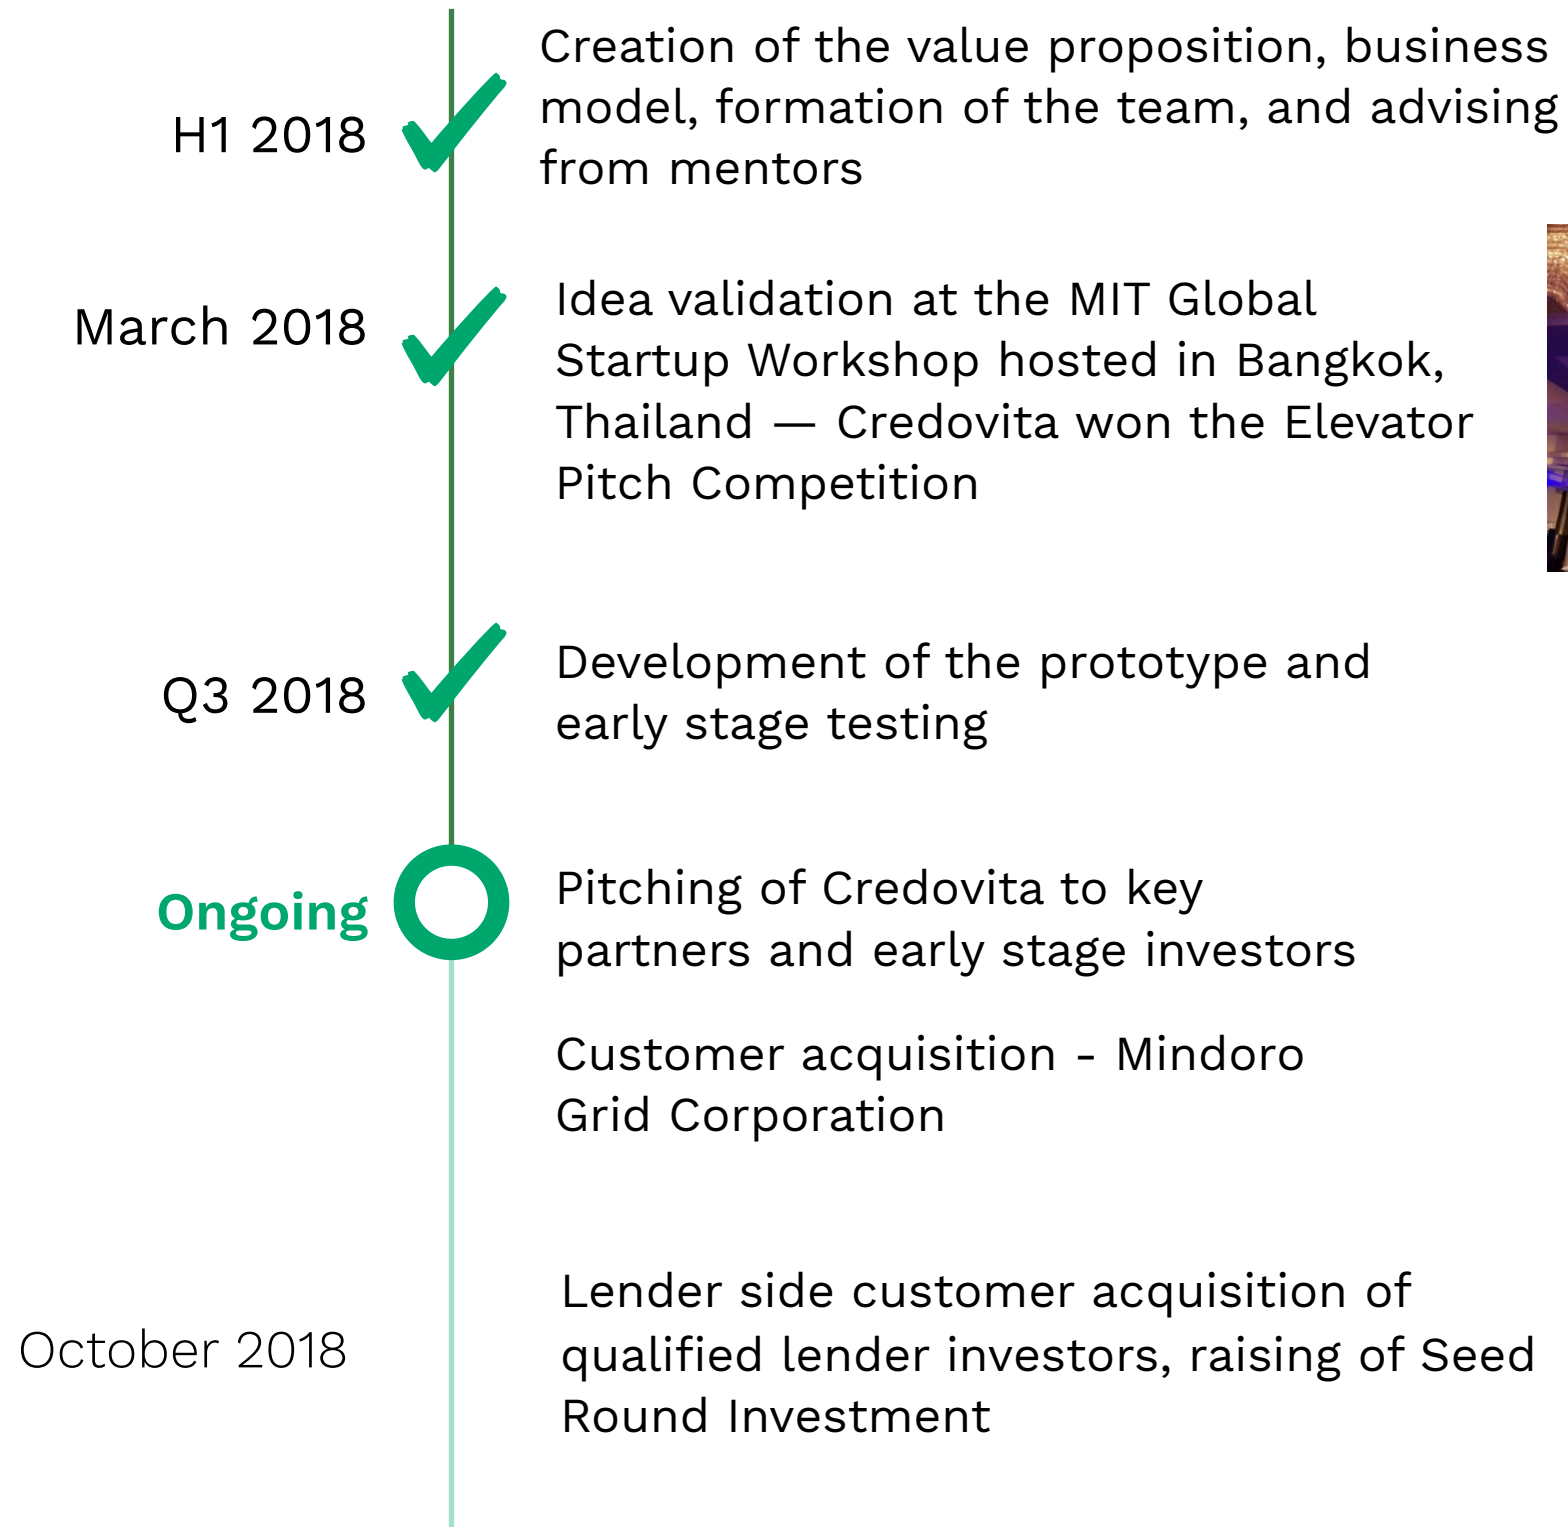 H1 2018
Creation of the value proposition, business
model, formation of the team, and advising
from mentors
March 2018
Idea validation at the MIT Global
Startup Workshop hosted in Bangkok,
Thailand — Credovita won the Elevator
Pitch Competition
Q3 2018
Development of the prototype and
early stage testing
Ongoing
Pitching of Credovita to key
partners and early stage investors
Customer acquisition - Mindoro
Grid Corporation
October 2018
Lender side customer acquisition of
qualified lender investors, raising of Seed
Round Investment